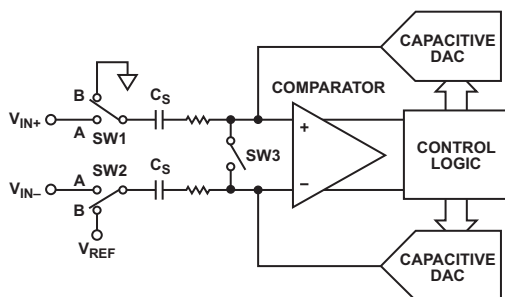 CAPACITIVE
DAC
COMPARATOR
B
CS
VIN+
A
SW1
+
SW3
CONTROL
LOGIC
CS
VIN–
A
SW2
–
B
VREF
CAPACITIVE
DAC